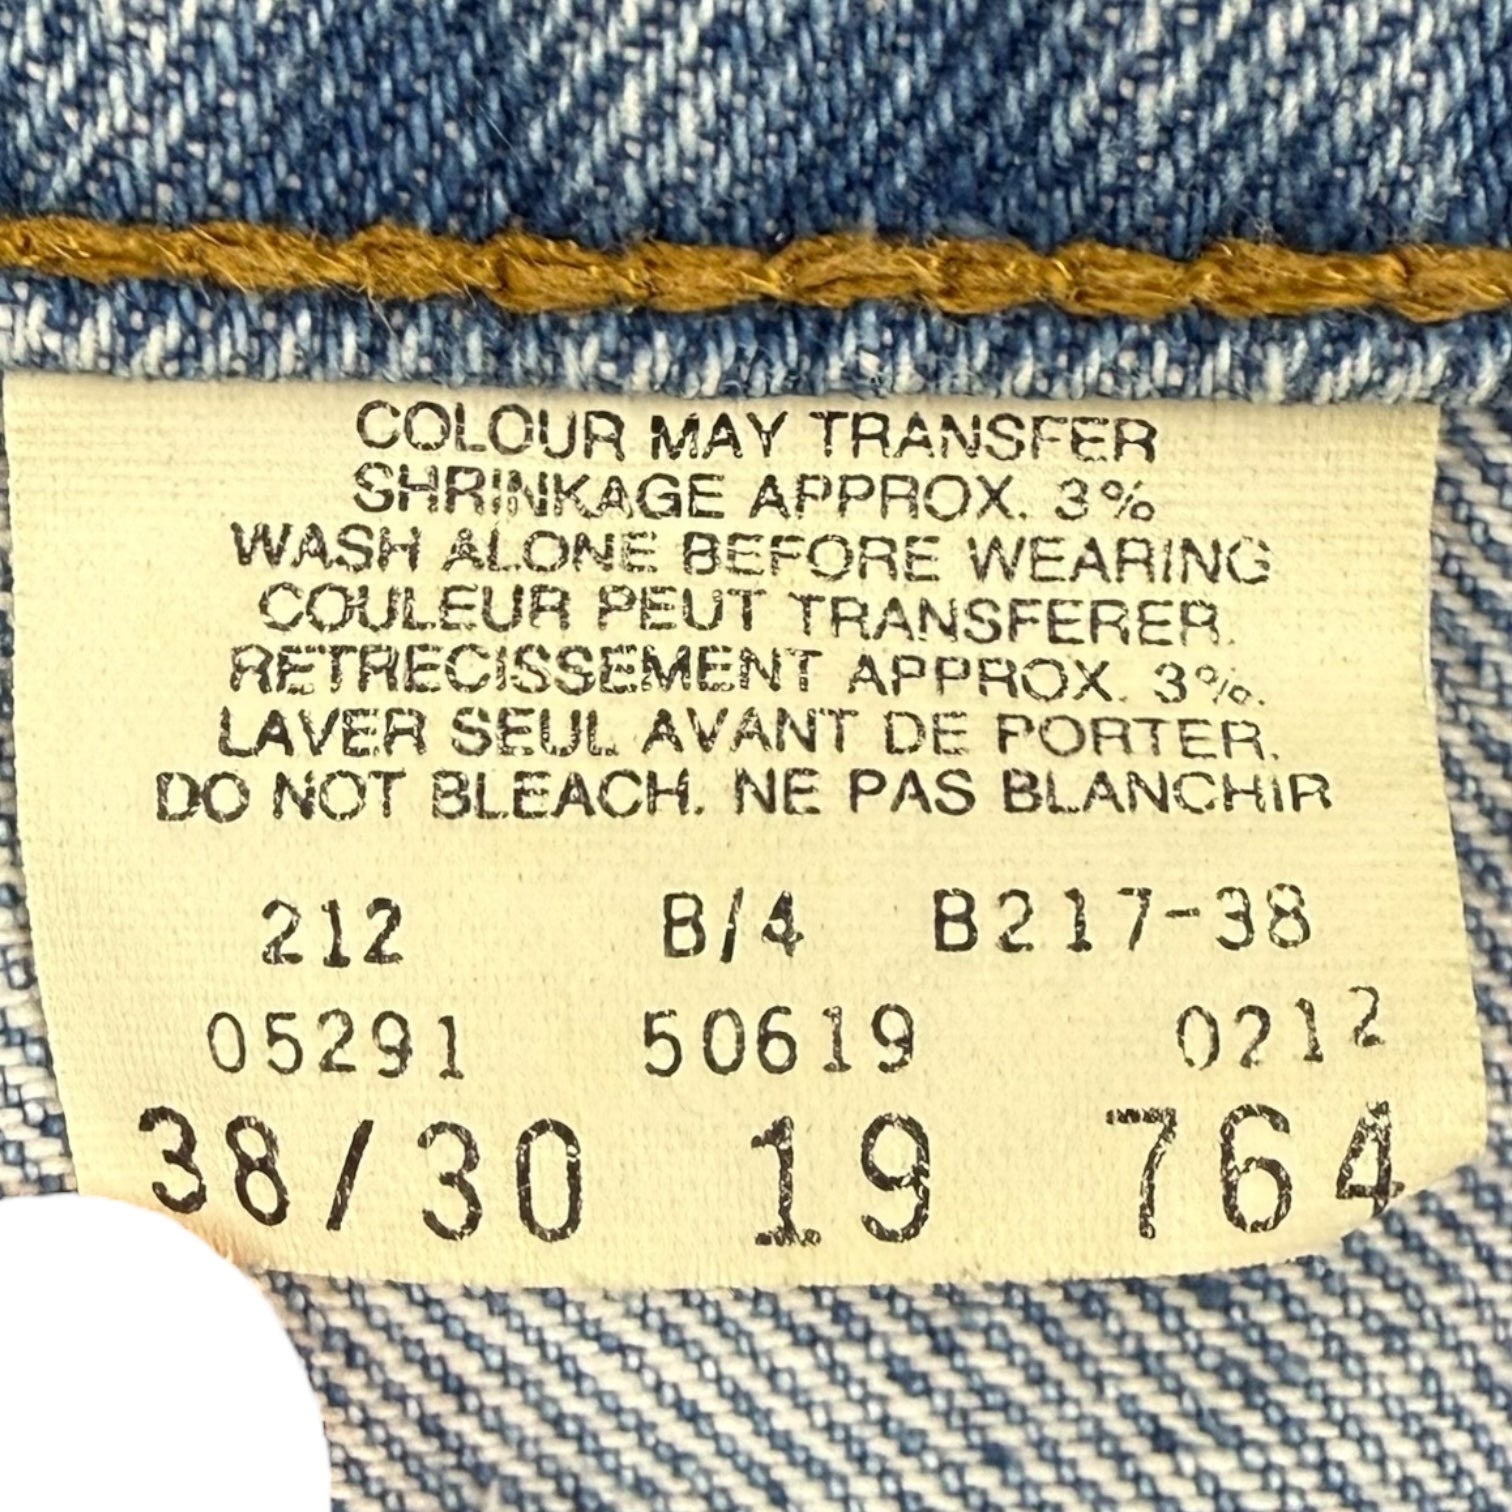 COLOUR MAY TRANSFER
SHRINKAGE APPROX. 3%
WASH ALONE BEFORE WEARING
COULEUR PEUT TRANSFERER.
RETRECISSEMENT APPROX. 3%.
LAVER SEUL AVANT DE PORTER.
DO NOT BLEACH. NE PAS BLANCHIR
212 B/4 B217-38
05291 50619 0212
38/30 19 764